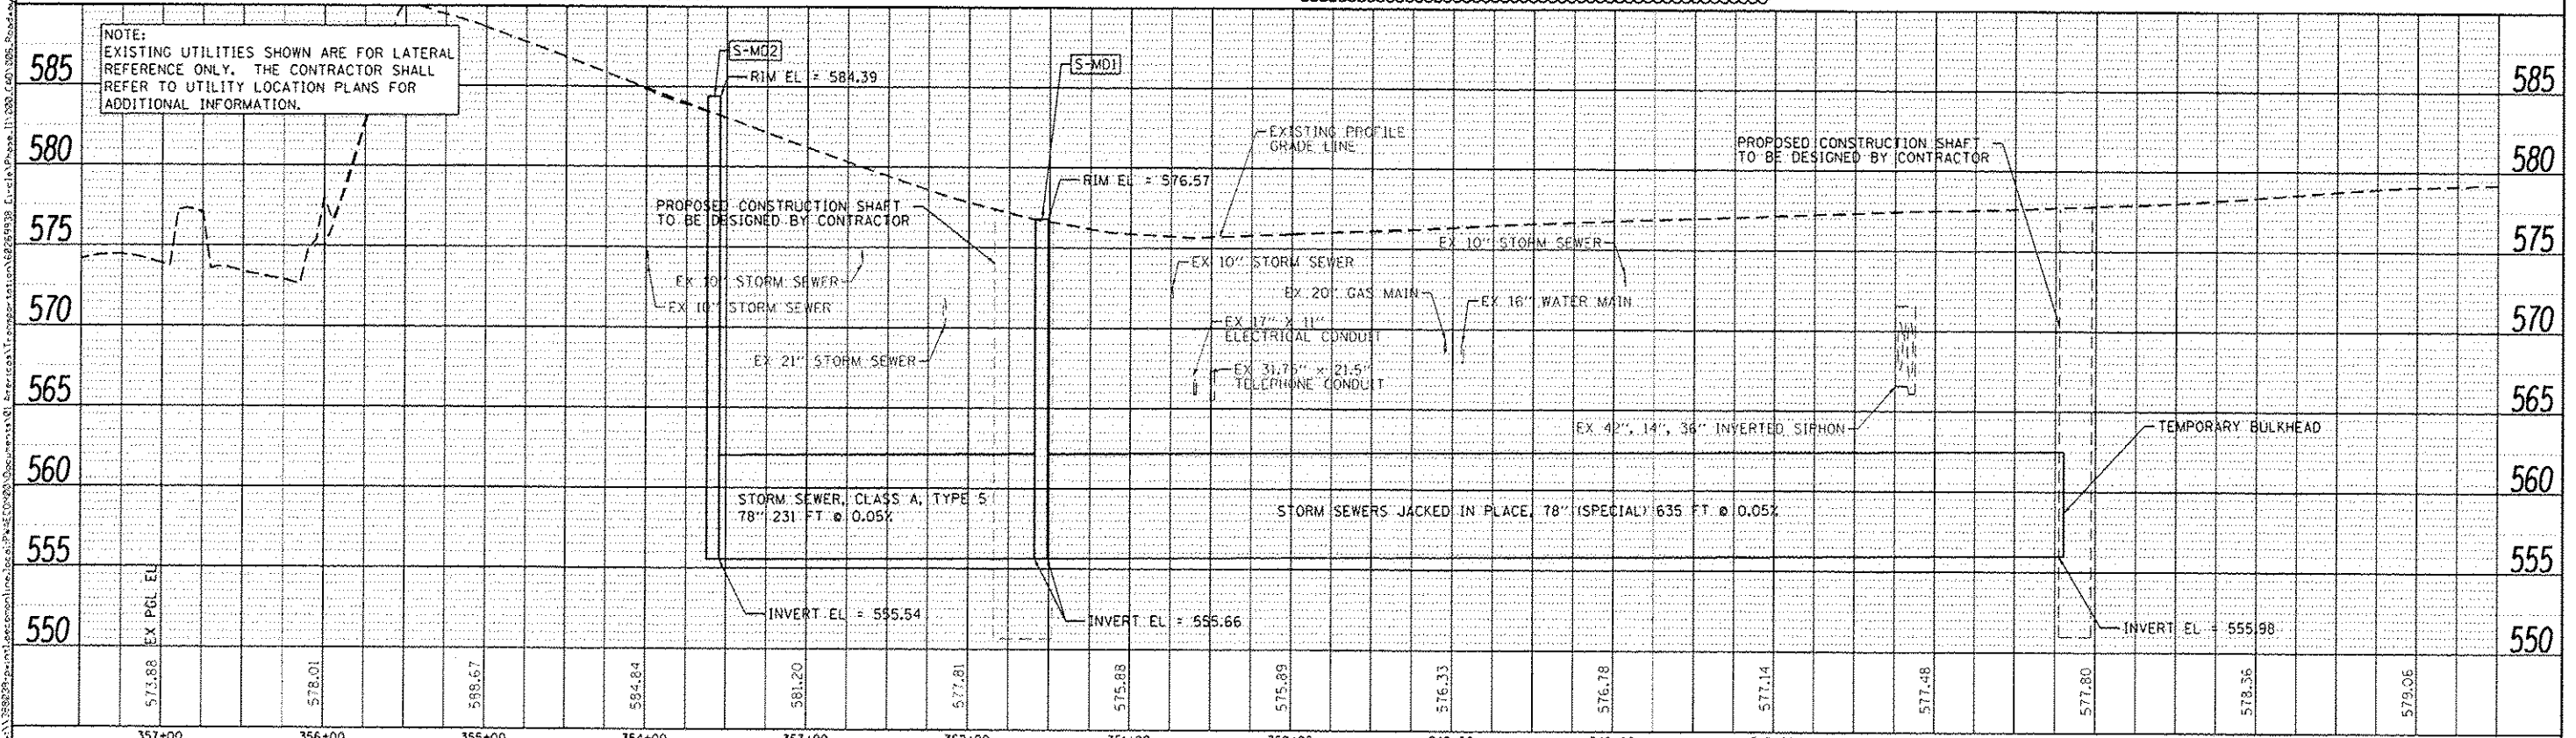 NOTE:
EXISTING UTILITIES SHOWN ARE FOR LATERAL
REFERENCE ONLY. THE CONTRACTOR SHALL
REFER TO UTILITY LOCATION PLANS FOR
ADDITIONAL INFORMATION.
S-MD2
RIM EL = 584.39
S-MD1
RIM EL = 576.57
EXISTING PROFILE
GRADE LINE
PROPOSED CONSTRUCTION SHAFT
TO BE DESIGNED BY CONTRACTOR
PROPOSED CONSTRUCTION SHAFT
TO BE DESIGNED BY CONTRACTOR
585
580
575
570
565
560
555
550
585
580
575
570
565
560
555
550
EX 10" STORM SEWER
EX 10" STORM SEWER
EX 21" STORM SEWER
EX 10" STORM SEWER
EX 17" X 11"
ELECTRICAL CONDUIT
EX 31.75" x 21.5"
TELEPHONE CONDUIT
EX 20" GAS MAIN
EX 16" WATER MAIN
EX 10" STORM SEWER
EX 42", 14", 36" INVERTED SIPHON
TEMPORARY BULKHEAD
STORM SEWER, CLASS A, TYPE 5
78" 231 FT @ 0.05%
STORM SEWERS JACKED IN PLACE, 78" (SPECIAL) 635 FT @ 0.05%
INVERT EL = 555.54
INVERT EL = 555.66
INVERT EL = 555.98
EX PGL EL
573.88
578.01
588.67
584.84
581.20
577.81
575.88
575.89
576.33
576.78
577.14
577.48
577.80
578.36
579.06
357+00
356+00
355+00
354+00